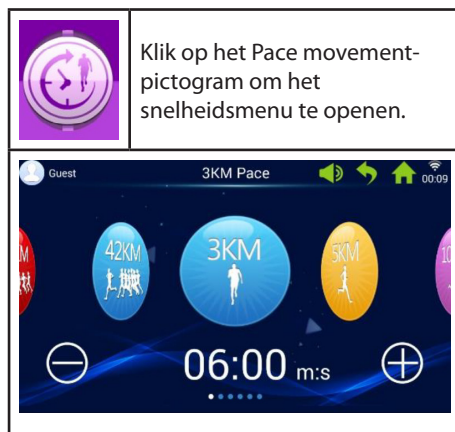 Klik op het Pace movement-
pictogram om het
snelheidsmenu te openen.
Guest
3KM Pace
00:09
42KM
3KM
5KM
10
06:00 m:s